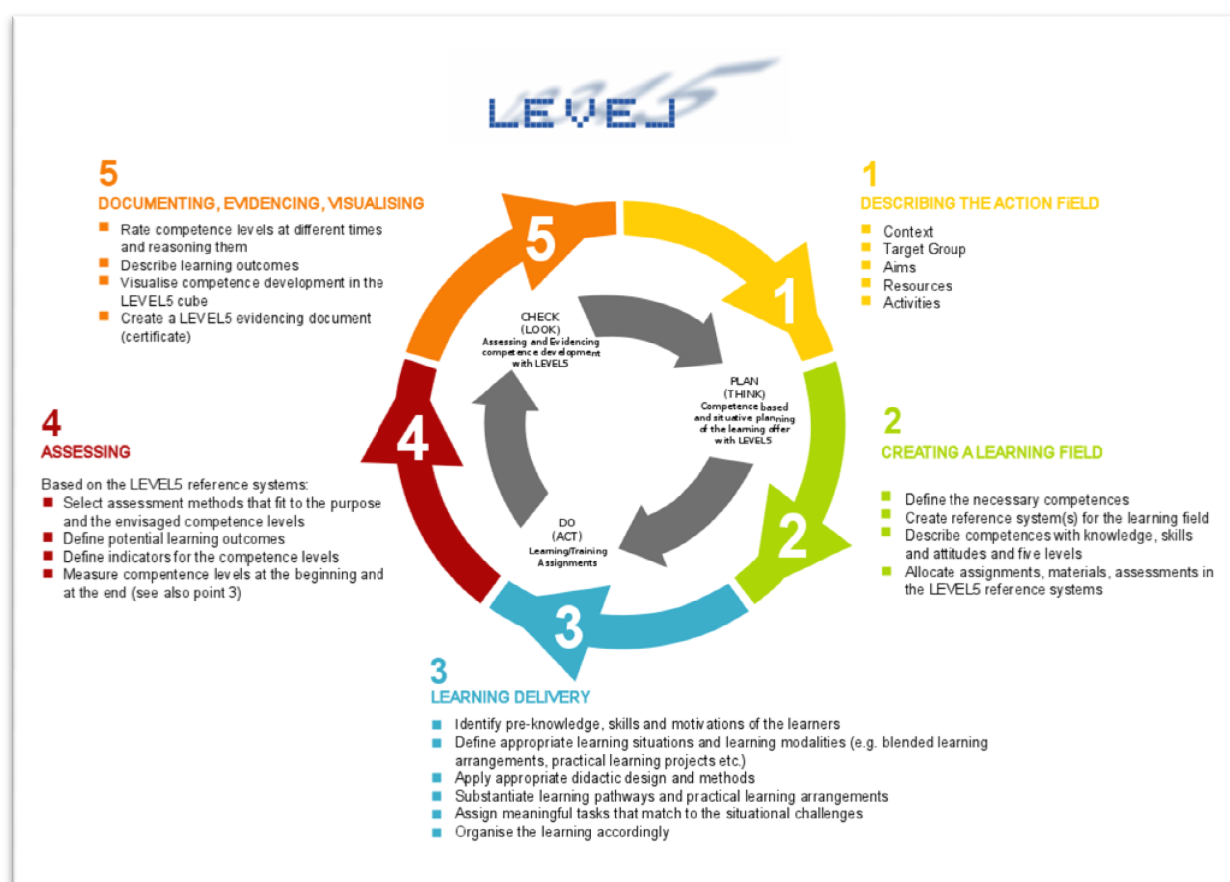 LEVEL5
1
DESCRIBING THE ACTION FIELD
Context
Target Group
Aims
Resources
Activities
2
CREATING A LEARNING FIELD
Define the necessary competences
Create reference system(s) for the learning field
Describe competences with knowledge, skills
and attitudes and five levels
Allocate assignments, materials, assessments in
the LEVEL5 reference systems
3
LEARNING DELIVERY
Identify pre-knowledge, skills and motivations of the learners
Define appropriate learning situations and learning modalities (e.g. blended learning
arrangements, practical learning projects etc.)
Apply appropriate didactic design and methods
Substantiate learning pathways and practical learning arrangements
Assign meaningful tasks that match to the situational challenges
Organise the learning accordingly
4
ASSESSING
Based on the LEVEL5 reference systems:
Select assessment methods that fit to the purpose
and the envisaged competence levels
Define potential learning outcomes
Define indicators for the competence levels
Measure compentence levels at the beginning and
at the end (see also point 3)
5
DOCUMENTING, EVIDENCING, VISUALISING
Rate competence levels at different times
and reasoning them
Describe learning outcomes
Visualise competence development in the
LEVEL5 cube
Create a LEVEL5 evidencing document
(certificate)
1
2
3
4
5
CHECK
(LOOK)
Assessing and Evidencing
competence development
with LEVEL5
PLAN
(THINK)
Competence based
and situative planning
of the learning offer
with LEVEL5
DO
(ACT)
Learning/Training
Assignments